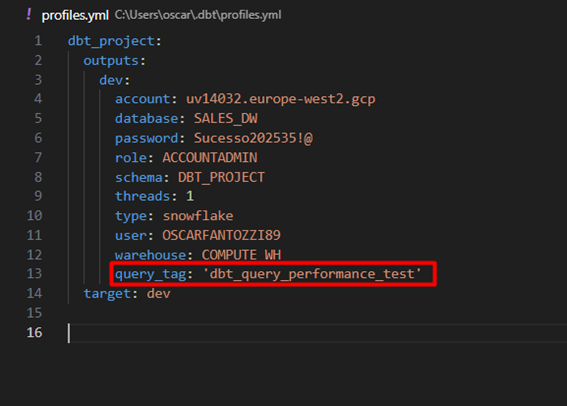 ! profiles.yml C:\Users\oscar\.dbt\profiles.yml
1 dbt_project:
2 outputs:
3 dev:
4 account: uv14032.europe-west2.gcp
5 database: SALES_DW
6 password: Sucesso202535!@
7 role: ACCOUNTADMIN
8 schema: DBT_PROJECT
9 threads: 1
10 type: snowflake
11 user: OSCARFANTOZZI89
12 warehouse: COMPUTE_WH
13 query_tag: 'dbt_query_performance_test'
14 target: dev
15
16